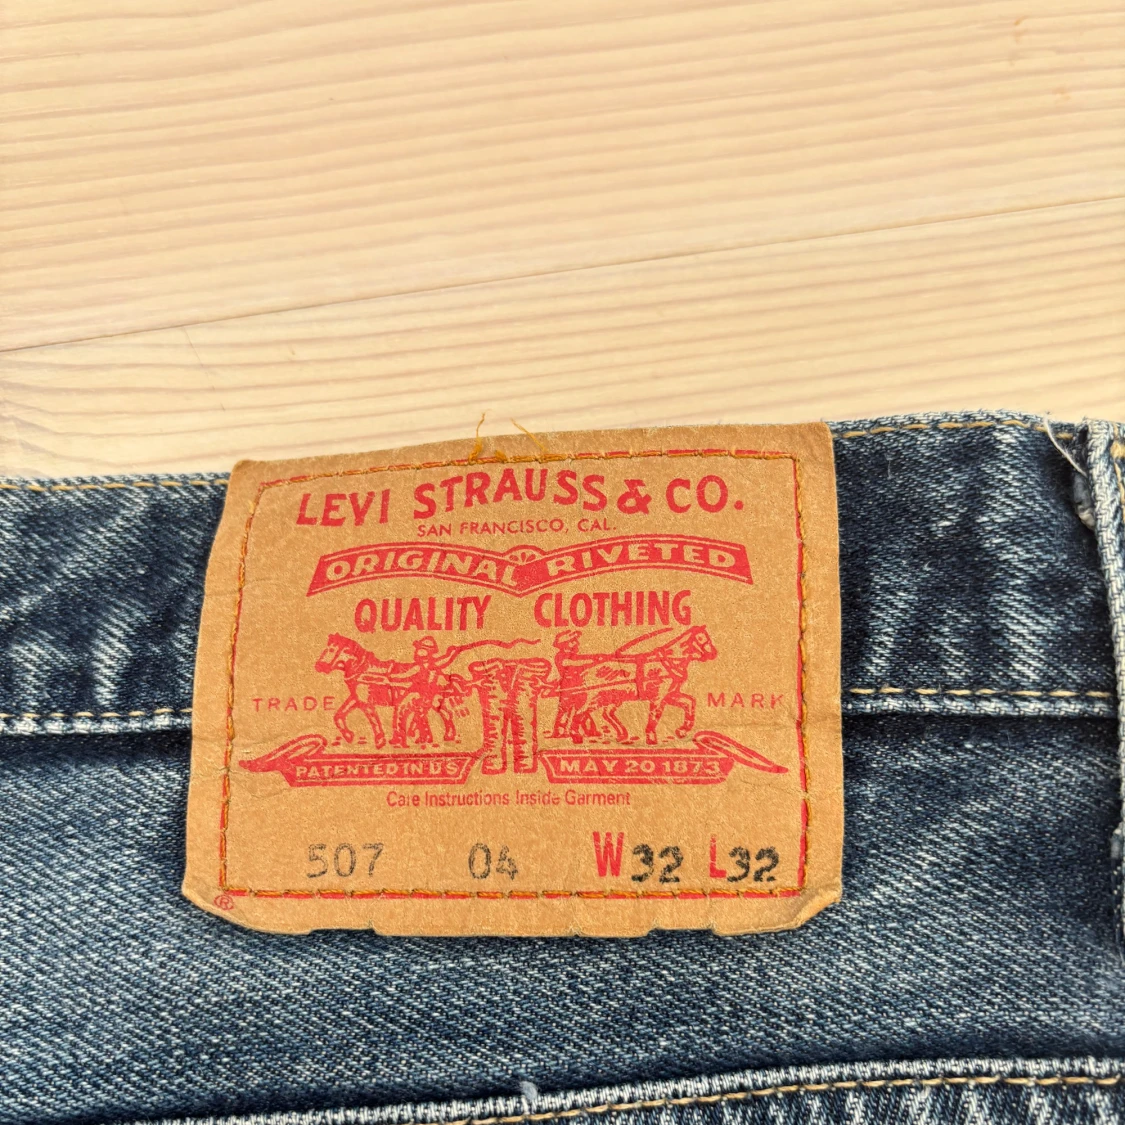 LEVI STRAUSS & CO.
SAN FRANCISCO, CAL.
ORIGINAL RIVETED
QUALITY CLOTHING
TRADE MARK
PATENTED IN U S MAY 20 1873
Care Instructions Inside Garment
507 04 W32 L32
®